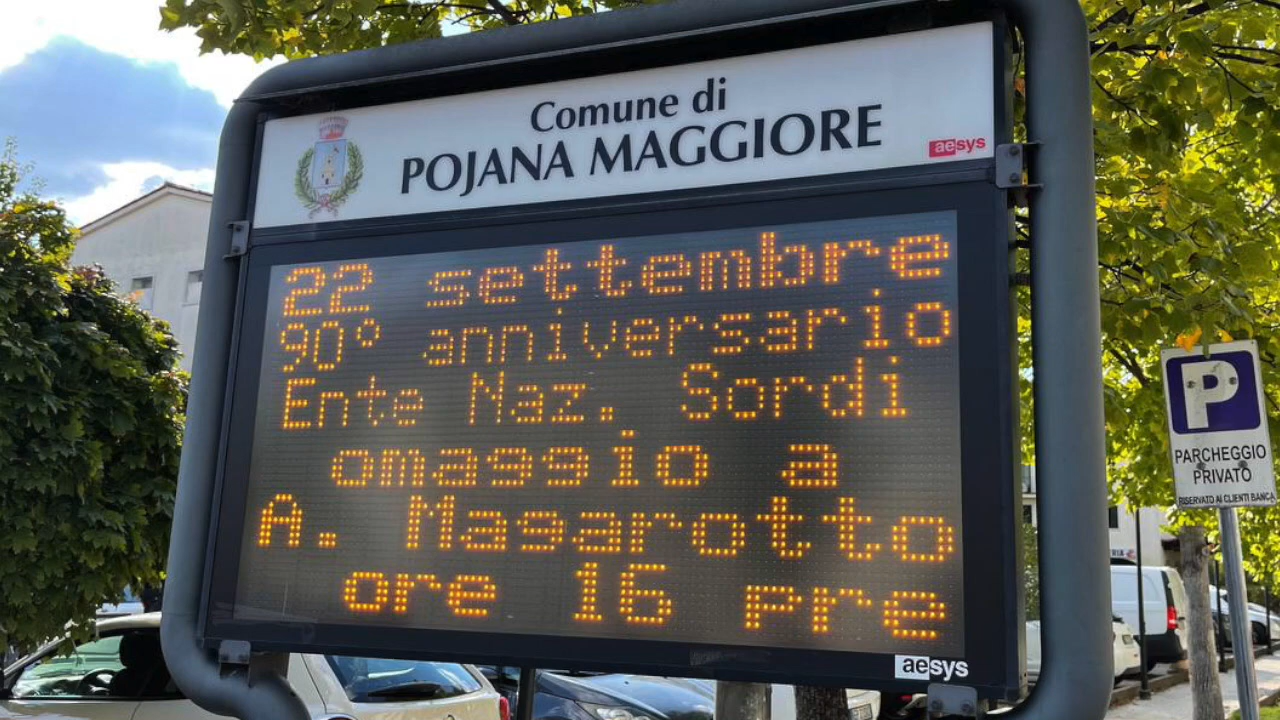 Comune di
POJANA MAGGIORE
aesys
22 settembre
90° anniversario
Ente Naz. Sordi
omaggio a
A. Magarotto
ore 16 pre
aesys
P
PARCHEGGIO
PRIVATO
RISERVATO AI CLIENTI BANCA